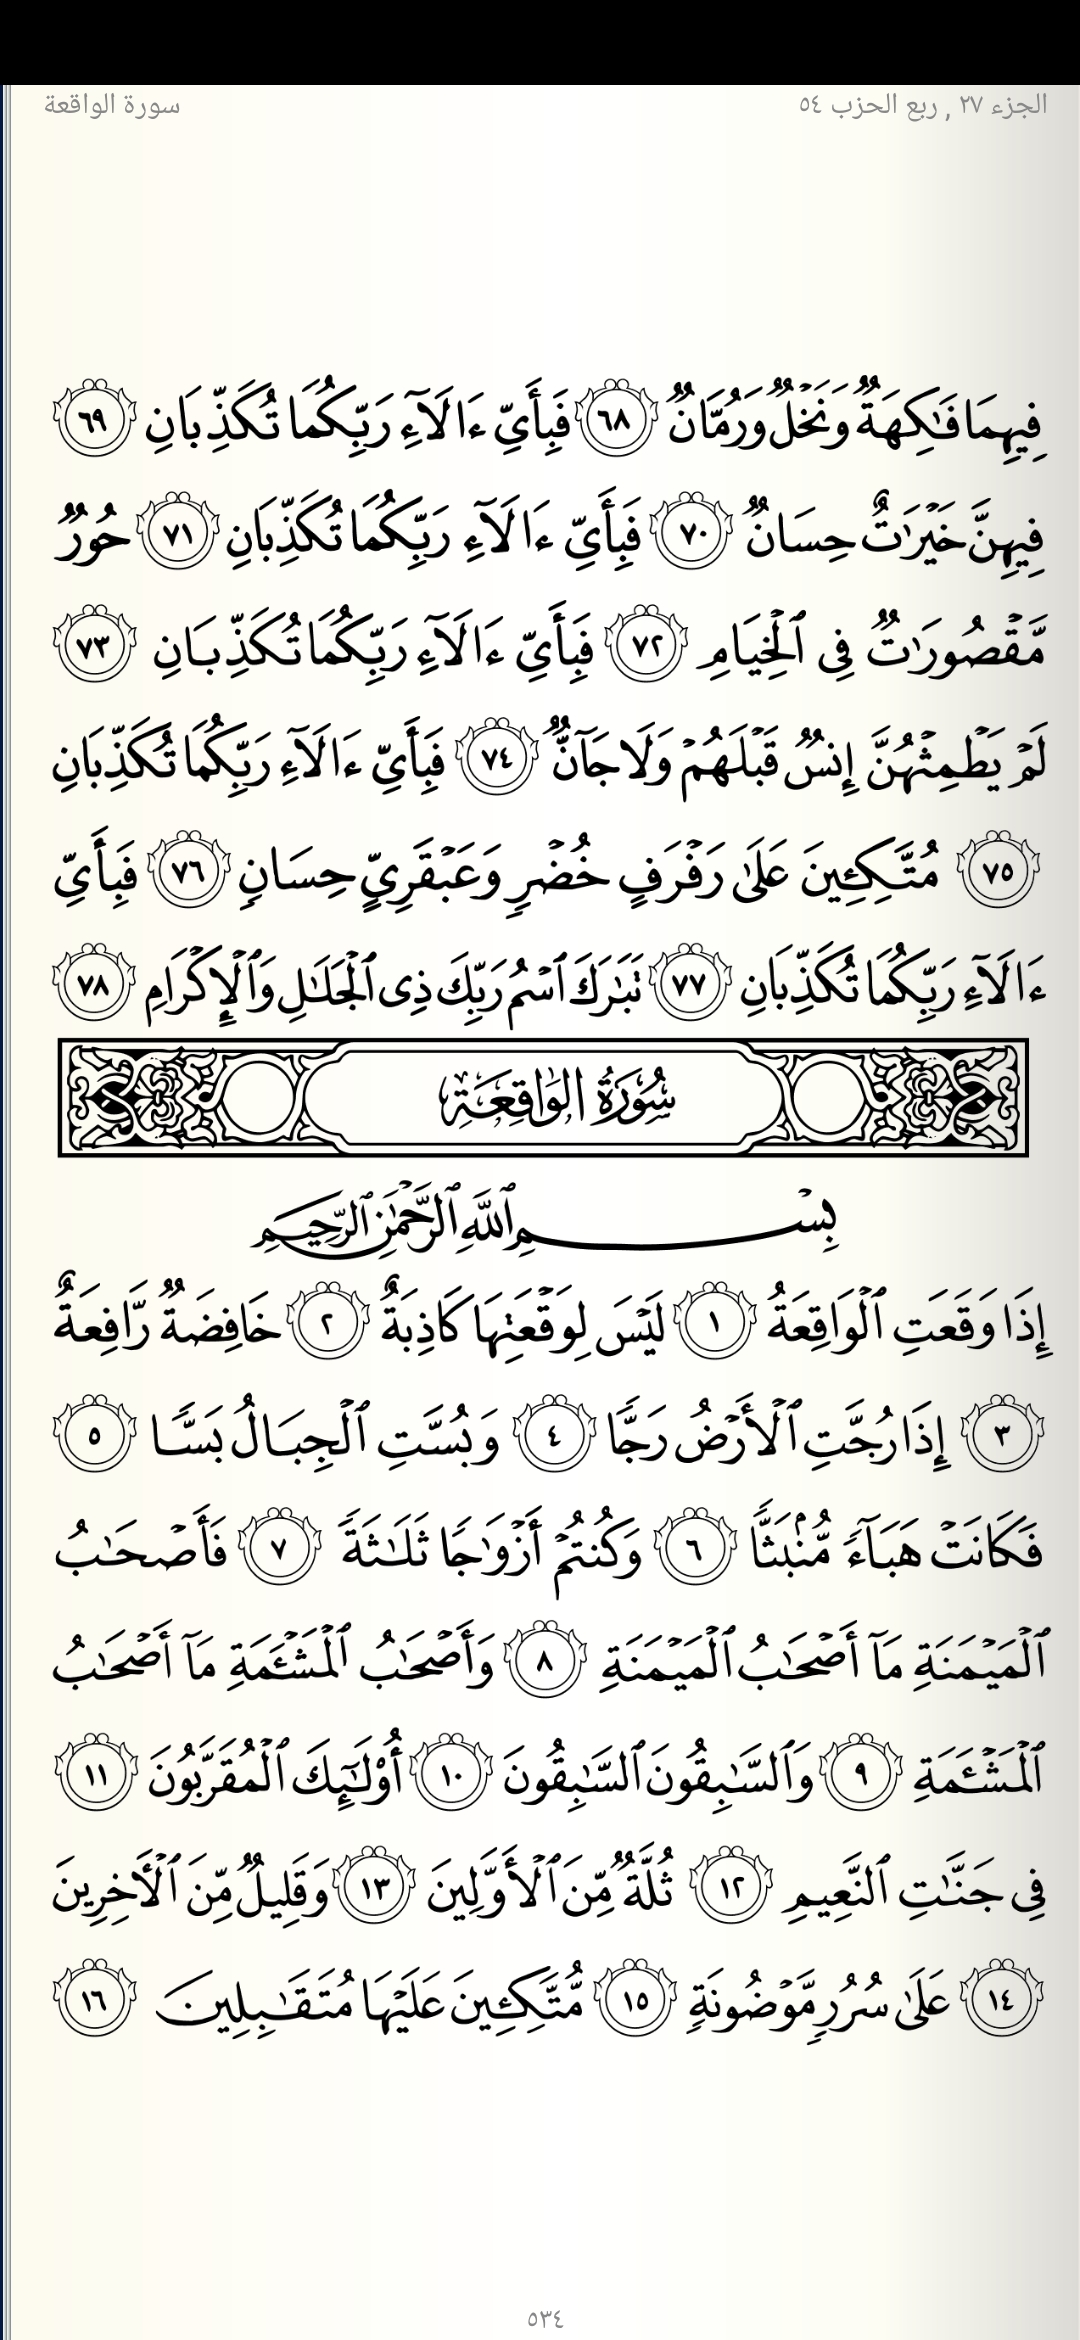 سورة الواقعة
الجزء ٢٧ , ربع الحزب ٥٤
فِيهِمَا فَٰكِهَةٌ وَنَخْلٌ وَرُمَّانٌ ٦٨ فَبِأَيِّ ءَالَآءِ رَبِّكُمَا تُكَذِّبَانِ ٦٩
فِيهِنَّ خَيْرَٰتٌ حِسَانٌ ٧٠ فَبِأَيِّ ءَالَآءِ رَبِّكُمَا تُكَذِّبَانِ ٧١ حُورٌ
مَّقْصُورَٰتٌ فِى ٱلْخِيَامِ ٧٢ فَبِأَيِّ ءَالَآءِ رَبِّكُمَا تُكَذِّبَانِ ٧٣
لَمْ يَطْمِثْهُنَّ إِنسٌ قَبْلَهُمْ وَلَا جَآنٌّ ٧٤ فَبِأَيِّ ءَالَآءِ رَبِّكُمَا تُكَذِّبَانِ
٧٥ مُتَّكِـِٔينَ عَلَىٰ رَفْرَفٍ خُضْرٍ وَعَبْقَرِيٍّ حِسَانٍ ٧٦ فَبِأَيِّ
ءَالَآءِ رَبِّكُمَا تُكَذِّبَانِ ٧٧ تَبَٰرَكَ ٱسْمُ رَبِّكَ ذِى ٱلْجَلَٰلِ وَٱلْإِكْرَامِ ٧٨
سُورَةُ الوَاقِعَةِ
بِسْمِ ٱللَّهِ ٱلرَّحْمَٰنِ ٱلرَّحِيمِ
إِذَا وَقَعَتِ ٱلْوَاقِعَةُ ١ لَيْسَ لِوَقْعَتِهَا كَاذِبَةٌ ٢ خَافِضَةٌ رَّافِعَةٌ
٣ إِذَا رُجَّتِ ٱلْأَرْضُ رَجًّا ٤ وَبُسَّتِ ٱلْجِبَالُ بَسًّا ٥
فَكَانَتْ هَبَآءً مُّنۢبَثًّا ٦ وَكُنتُمْ أَزْوَٰجًا ثَلَٰثَةً ٧ فَأَصْحَٰبُ
ٱلْمَيْمَنَةِ مَآ أَصْحَٰبُ ٱلْمَيْمَنَةِ ٨ وَأَصْحَٰبُ ٱلْمَشْـَٔمَةِ مَآ أَصْحَٰبُ
ٱلْمَشْـَٔمَةِ ٩ وَٱلسَّٰبِقُونَ ٱلسَّٰبِقُونَ ١٠ أُو۟لَٰٓئِكَ ٱلْمُقَرَّبُونَ ١١
فِى جَنَّٰتِ ٱلنَّعِيمِ ١٢ ثُلَّةٌ مِّنَ ٱلْأَوَّلِينَ ١٣ وَقَلِيلٌ مِّنَ ٱلْـَٔاخِرِينَ
١٤ عَلَىٰ سُرُرٍ مَّوْضُونَةٍ ١٥ مُّتَّكِـِٔينَ عَلَيْهَا مُتَقَٰبِلِينَ ١٦
٥٣٤